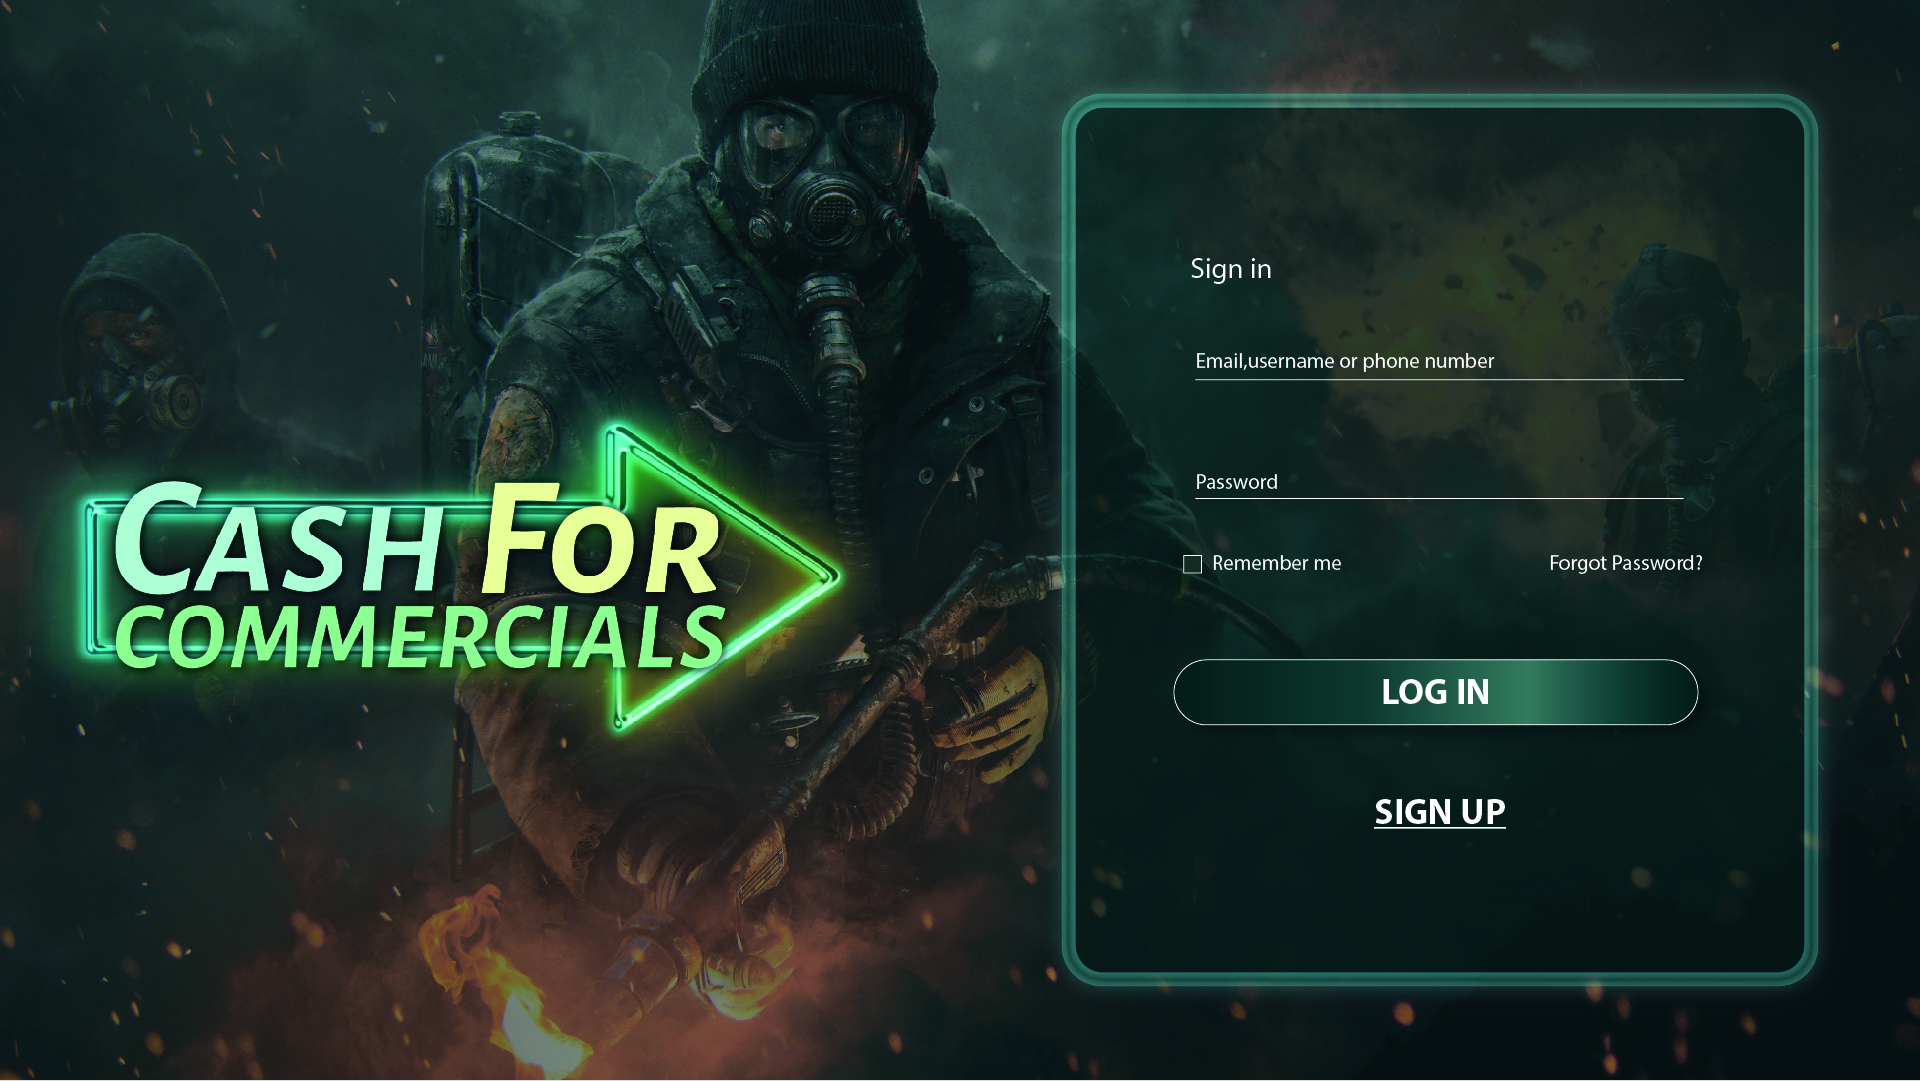 CASH FOR
COMMERCIALS
Sign in
Email,username or phone number
Password
Remember me
Forgot Password?
LOG IN
SIGN UP